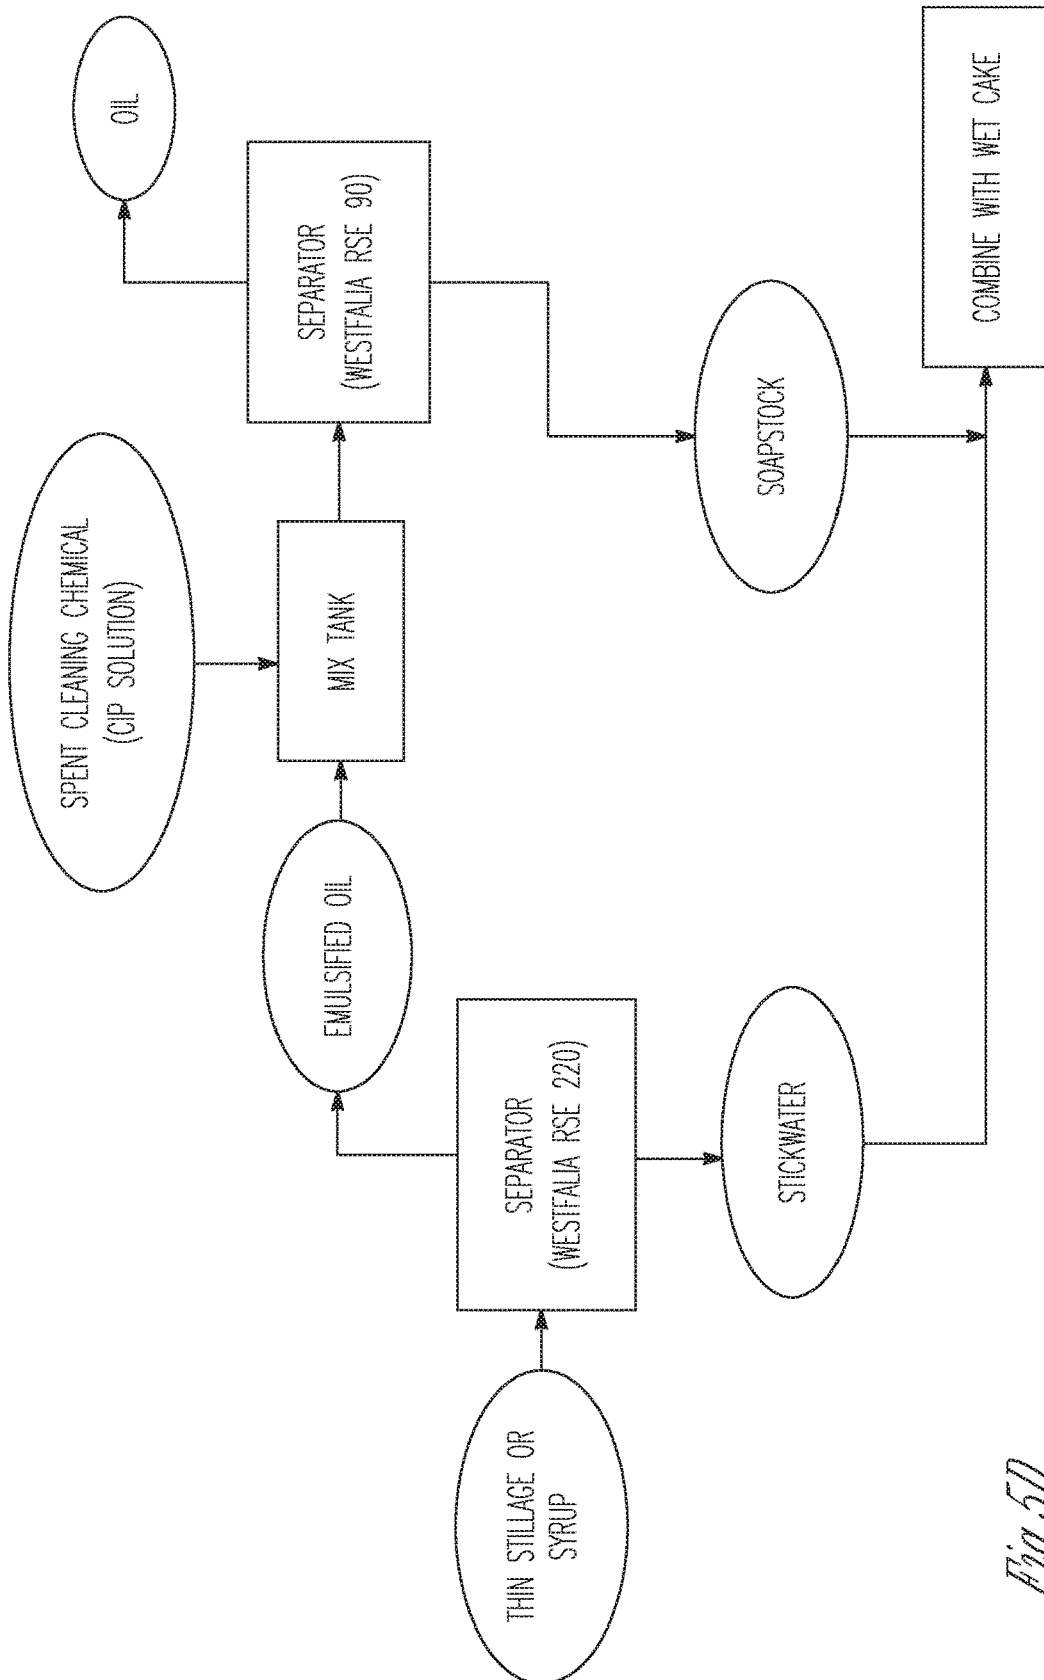 OIL
SPENT CLEANING CHEMICAL
(CIP SOLUTION)
SEPARATOR
(WESTFALIA RSE 90)
MIX TANK
EMULSIFIED OIL
SEPARATOR
(WESTFALIA RSE 220)
THIN STILLAGE OR
SYRUP
SOAPSTOCK
STICKWATER
COMBINE WITH WET CAKE
Fig. 5D